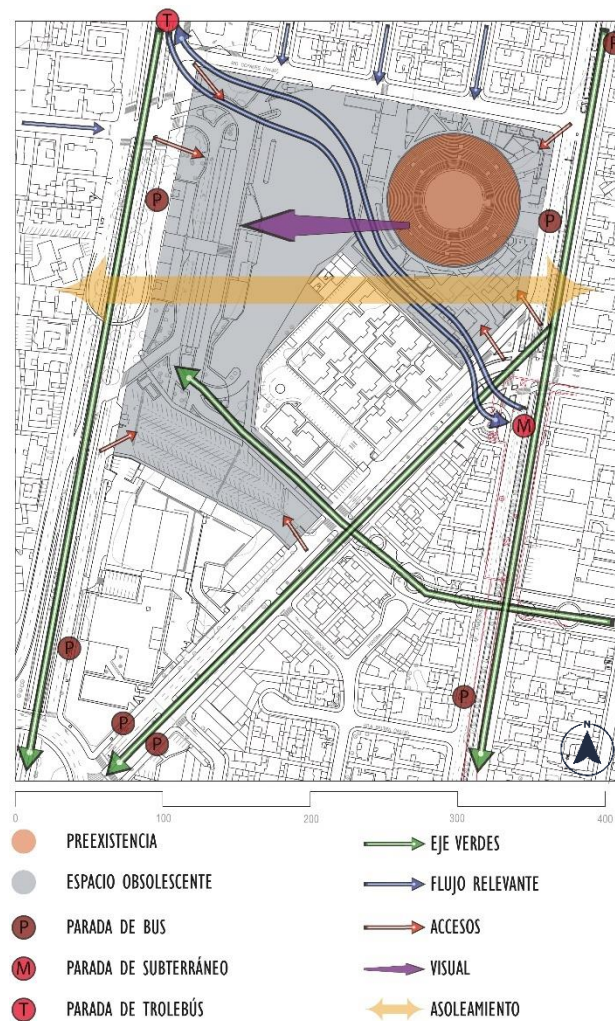 T
P
P
P
M
P
P
P
P
N
0 100 200 300 400
PREEXISTENCIA
ESPACIO OBSOLESCENTE
P PARADA DE BUS
M PARADA DE SUBTERRÁNEO
T PARADA DE TROLEBÚS
EJE VERDES
FLUJO RELEVANTE
ACCESOS
VISUAL
ASOLEAMIENTO